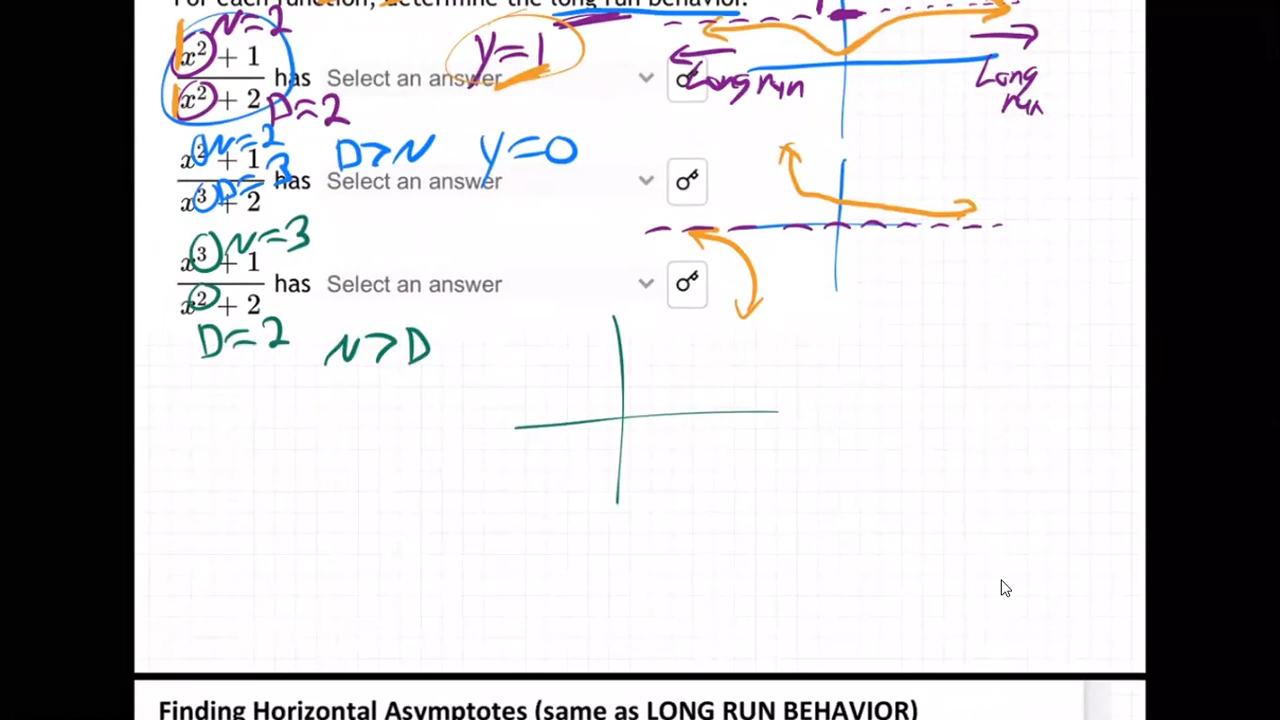 For each function, determine the long run behavior.
N=2
x² + 1
x² + 2
has Select an answer
D=2
y=1
Long run
Long run
N=2
x² + 1
x³ + 2
D=3
has Select an answer
D>N y=0
N=3
x³ + 1
x² + 2
has Select an answer
D=2 N>D
Finding Horizontal Asymptotes (same as LONG RUN BEHAVIOR)